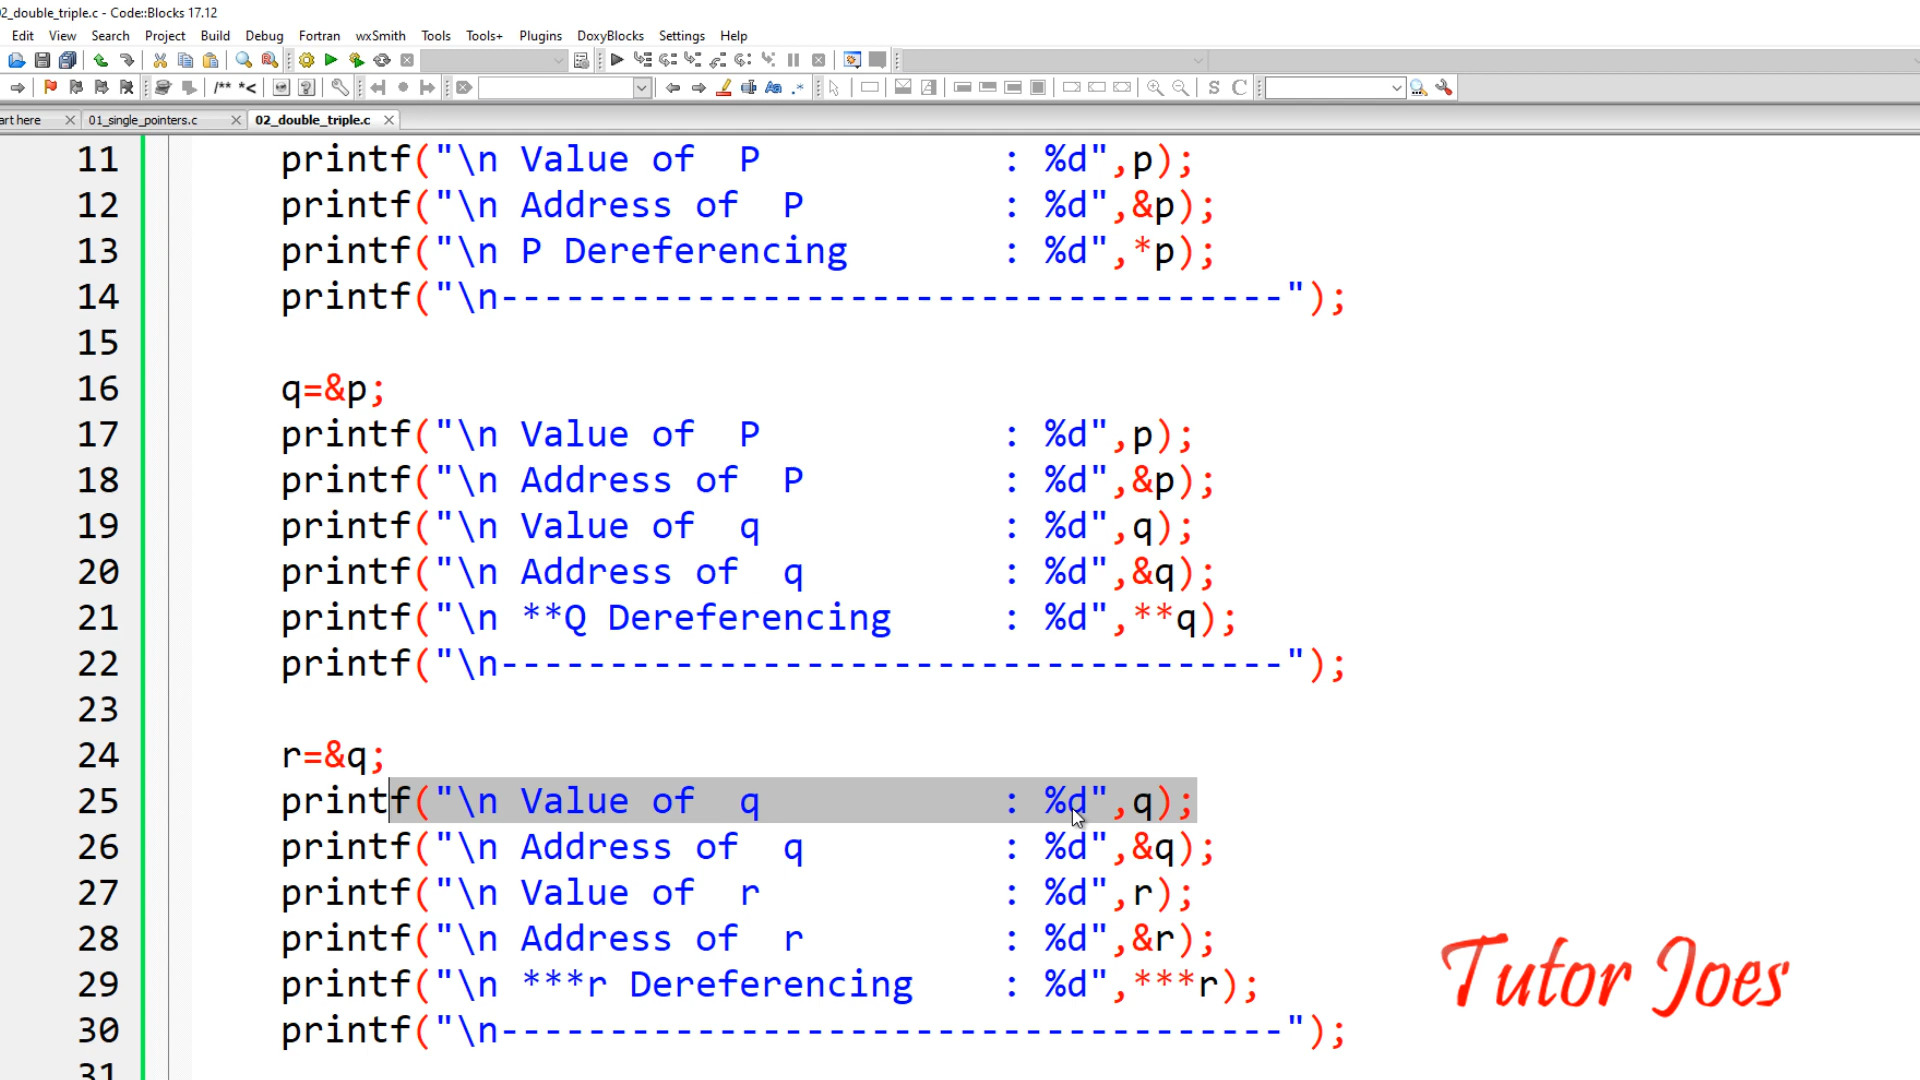 02_double_triple.c - Code::Blocks 17.12
Edit View Search Project Build Debug Fortran wxSmith Tools Tools+ Plugins DoxyBlocks Settings Help
/** *<
Aa .*
S C
art here 01_single_pointers.c 02_double_triple.c
11 printf("\n Value of  P           : %d",p);
12 printf("\n Address of  P         : %d",&p);
13 printf("\n P Dereferencing       : %d",*p);
14 printf("\n------------------------------------");
15
16 q=&p;
17 printf("\n Value of  P           : %d",p);
18 printf("\n Address of  P         : %d",&p);
19 printf("\n Value of  q           : %d",q);
20 printf("\n Address of  q         : %d",&q);
21 printf("\n **Q Dereferencing     : %d",**q);
22 printf("\n------------------------------------");
23
24 r=&q;
25 printf("\n Value of  q           : %d",q);
26 printf("\n Address of  q         : %d",&q);
27 printf("\n Value of  r           : %d",r);
28 printf("\n Address of  r         : %d",&r);
29 printf("\n ***r Dereferencing    : %d",***r);
30 printf("\n------------------------------------");
31
Tutor Joes